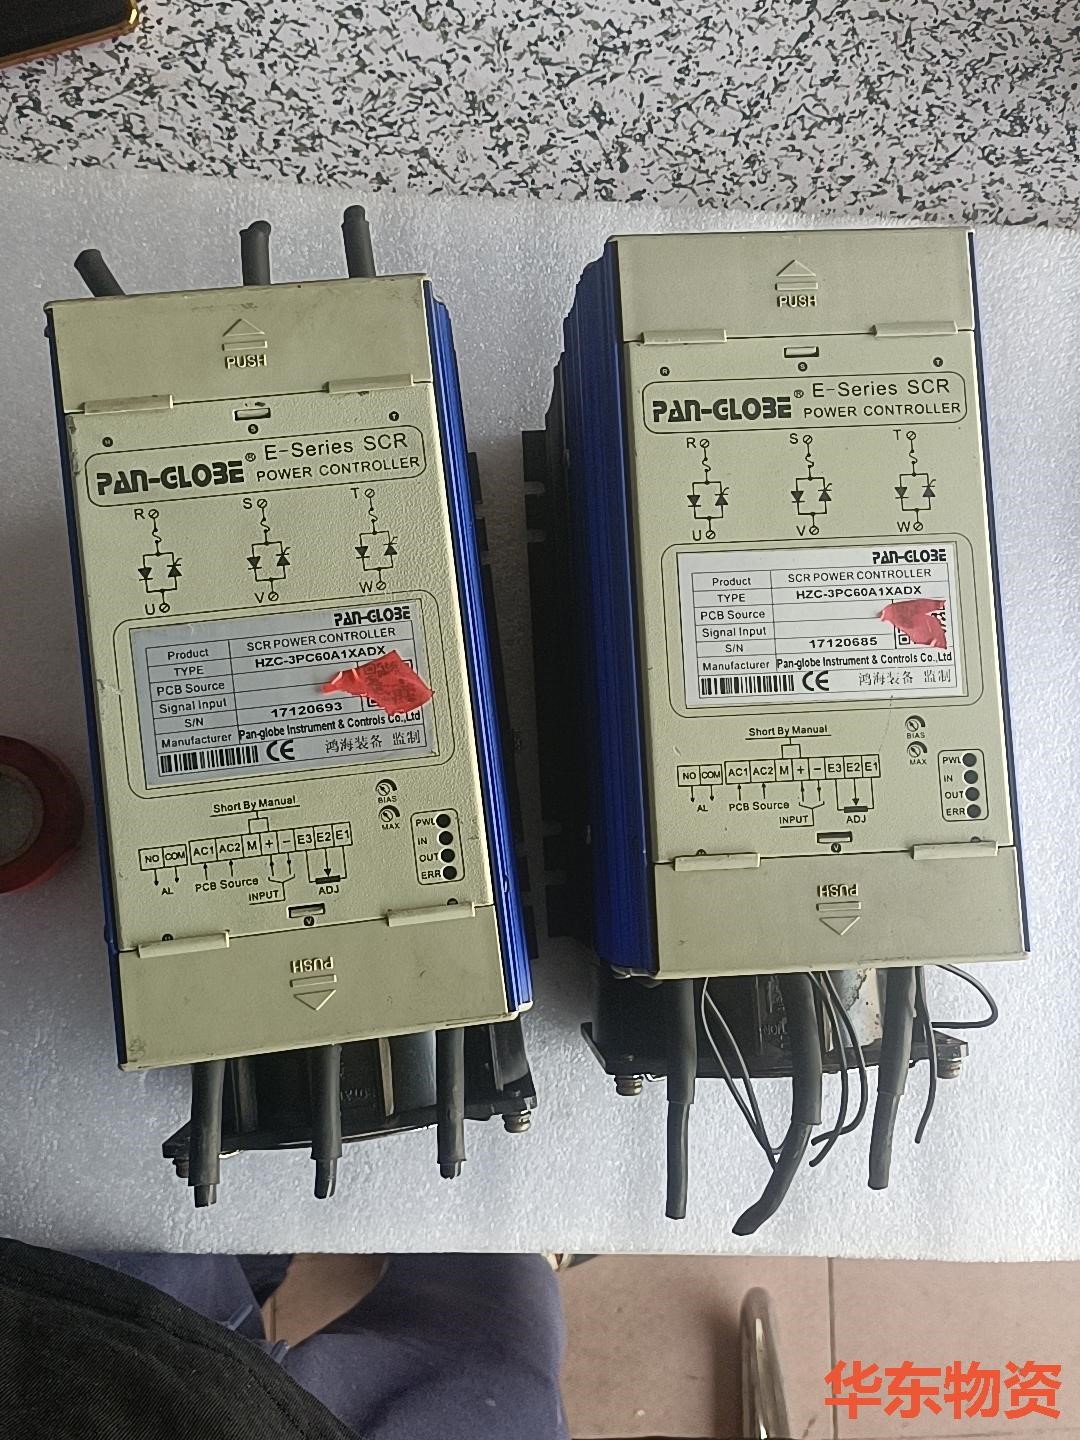 PUSH
PAN-GLOBE® E-Series SCR
POWER CONTROLLER
R S T
U V W
PAN-GLOBE
Product SCR POWER CONTROLLER
TYPE HZC-3PC60A1XADX
PCB Source
Signal Input
S/N 17120693
Manufacturer Pan-globe Instrument & Controls Co.,Ltd
CE 鸿海装备 监制
Short By Manual
BIAS
MAX
NO COM AC1 AC2 M + − E3 E2 E1
AL PCB Source INPUT ADJ
PWL
IN
OUT
ERR
V
PUSH
PUSH
R S T
PAN-GLOBE® E-Series SCR
POWER CONTROLLER
R S T
U V W
PAN-GLOBE
Product SCR POWER CONTROLLER
TYPE HZC-3PC60A1XADX
PCB Source
Signal Input
S/N 17120685
Manufacturer Pan-globe Instrument & Controls Co.,Ltd
CE 鸿海装备 监制
Short By Manual
BIAS
MAX
NO COM AC1 AC2 M + − E3 E2 E1
AL PCB Source INPUT ADJ
PWL
IN
OUT
ERR
V
PUSH
华东物资